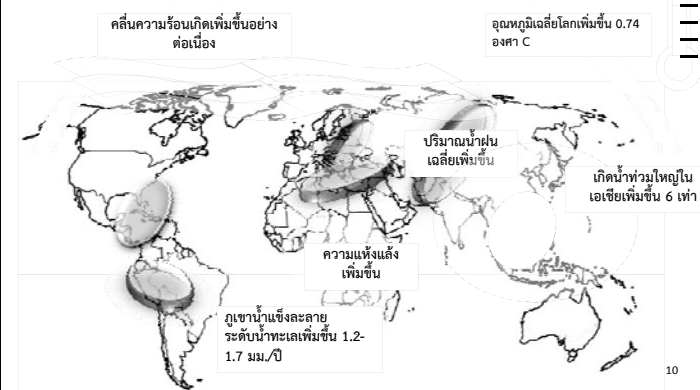 คลื่นความร้อนเกิดเพิ่มขึ้นอย่าง
ต่อเนื่อง
อุณหภูมิเฉลี่ยโลกเพิ่มขึ้น 0.74
องศา C
ปริมาณน้ำฝน
เฉลี่ยเพิ่มขึ้น
เกิดน้ำท่วมใหญ่ใน
เอเชียเพิ่มขึ้น 6 เท่า
ความแห้งแล้ง
เพิ่มขึ้น
ภูเขาน้ำแข็งละลาย
ระดับน้ำทะเลเพิ่มขึ้น 1.2-
1.7 มม./ปี
10